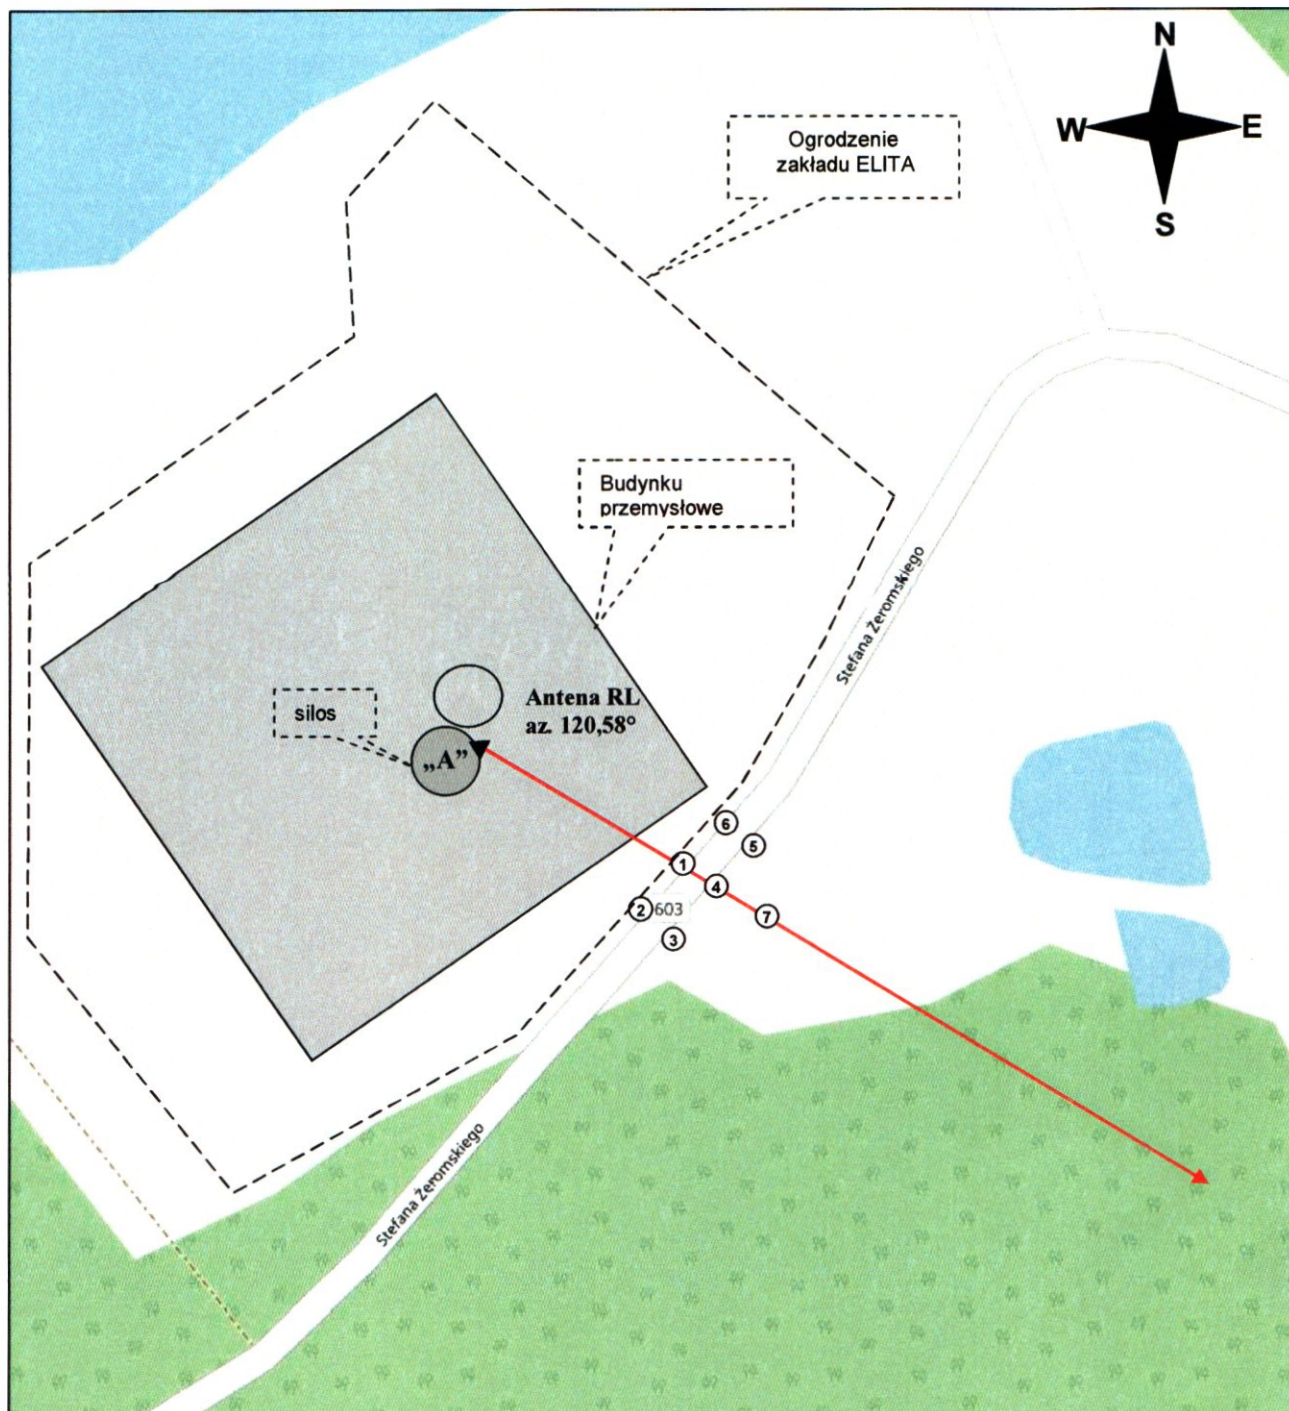 N
W E
S
Ogrodzenie
zakładu ELITA
Budynku
przemysłowe
Stefana Żeromskiego
silos
Antena RL
az. 120,58°
„A”
6
5
1
4
2
603
7
3
Stefana Żeromskiego